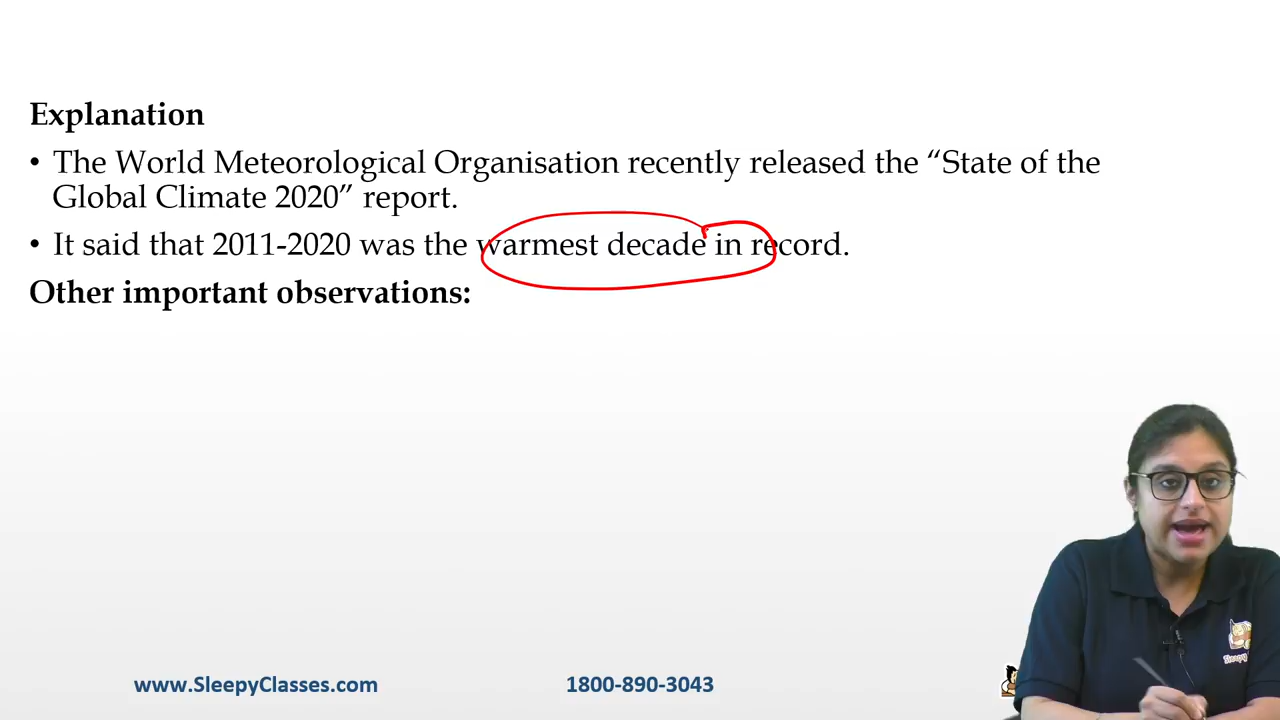 Explanation
• The World Meteorological Organisation recently released the “State of the
Global Climate 2020” report.
• It said that 2011-2020 was the warmest decade in record.
Other important observations:
www.SleepyClasses.com
1800-890-3043